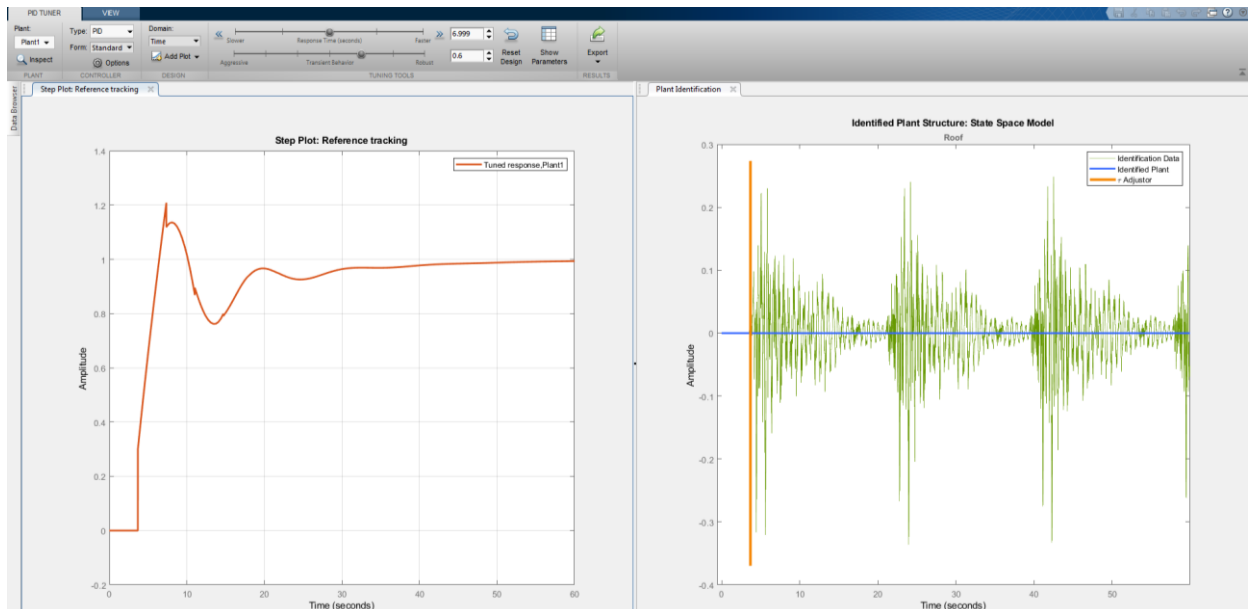 PID TUNER VIEW
Plant: Type: PID Domain:
Plant1 Form: Standard Time Slower Response Time (seconds) Faster 6.999
Inspect Options Add Plot Aggressive Transient Behavior Robust 0.6 Reset Design Show Parameters Export
PLANT CONTROLLER DESIGN TUNING TOOLS RESULTS
Data Browser
Step Plot: Reference tracking
Step Plot: Reference tracking
Tuned response,Plant1
1.4
1.2
1
0.8
0.6
0.4
0.2
0
-0.2
Amplitude
0 10 20 30 40 50 60
Time (seconds)
Plant Identification
Identified Plant Structure: State Space Model
Roof
Identification Data
Identified Plant
τ Adjustor
0.3
0.2
0.1
0
-0.1
-0.2
-0.3
-0.4
Amplitude
0 10 20 30 40 50
Time (seconds)